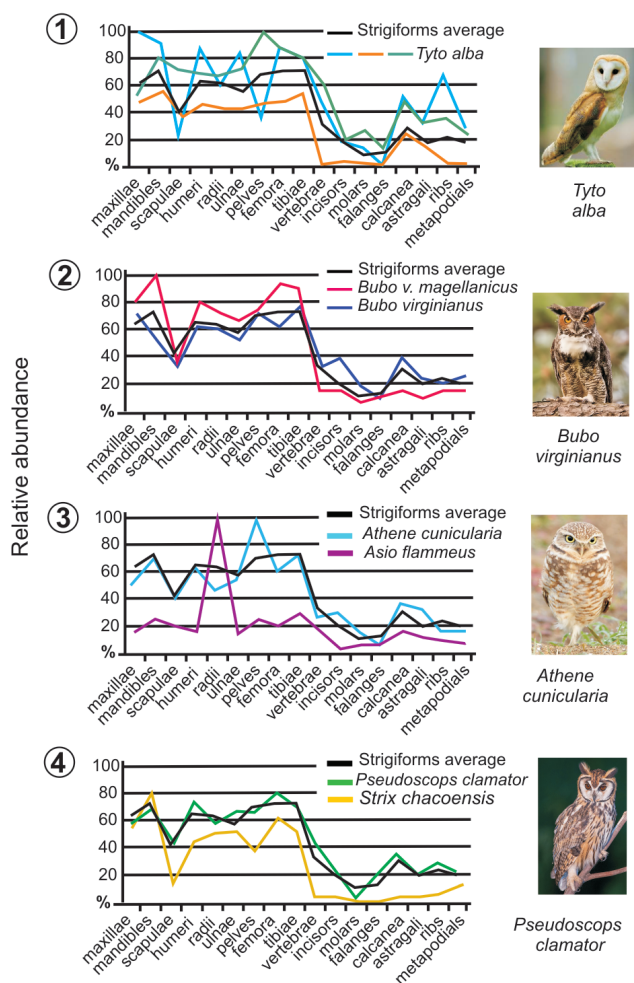 Relative abundance
1
100
80
60
40
20
%
Strigiforms average
Tyto alba
maxillae
mandibles
scapulae
humeri
radii
ulnae
pelves
femora
tibiae
vertebrae
incisors
molars
falanges
calcanea
astragali
ribs
metapodials
Tyto
alba
2
100
80
60
40
20
%
Strigiforms average
Bubo v. magellanicus
Bubo virginianus
maxillae
mandibles
scapulae
humeri
radii
ulnae
pelves
femora
tibiae
vertebrae
incisors
molars
falanges
calcanea
astragali
ribs
metapodials
Bubo
virginianus
3
100
80
60
40
20
%
Strigiforms average
Athene cunicularia
Asio flammeus
maxillae
mandibles
scapulae
humeri
radii
ulnae
pelves
femora
tibiae
vertebrae
incisors
molars
falanges
calcanea
astragali
ribs
metapodials
Athene
cunicularia
4
100
80
60
40
20
%
Strigiforms average
Pseudoscops clamator
Strix chacoensis
maxillae
mandibles
scapulae
humeri
radii
ulnae
pelves
femora
tibiae
vertebrae
incisors
molars
falanges
calcanea
astragali
ribs
metapodials
Pseudoscops
clamator